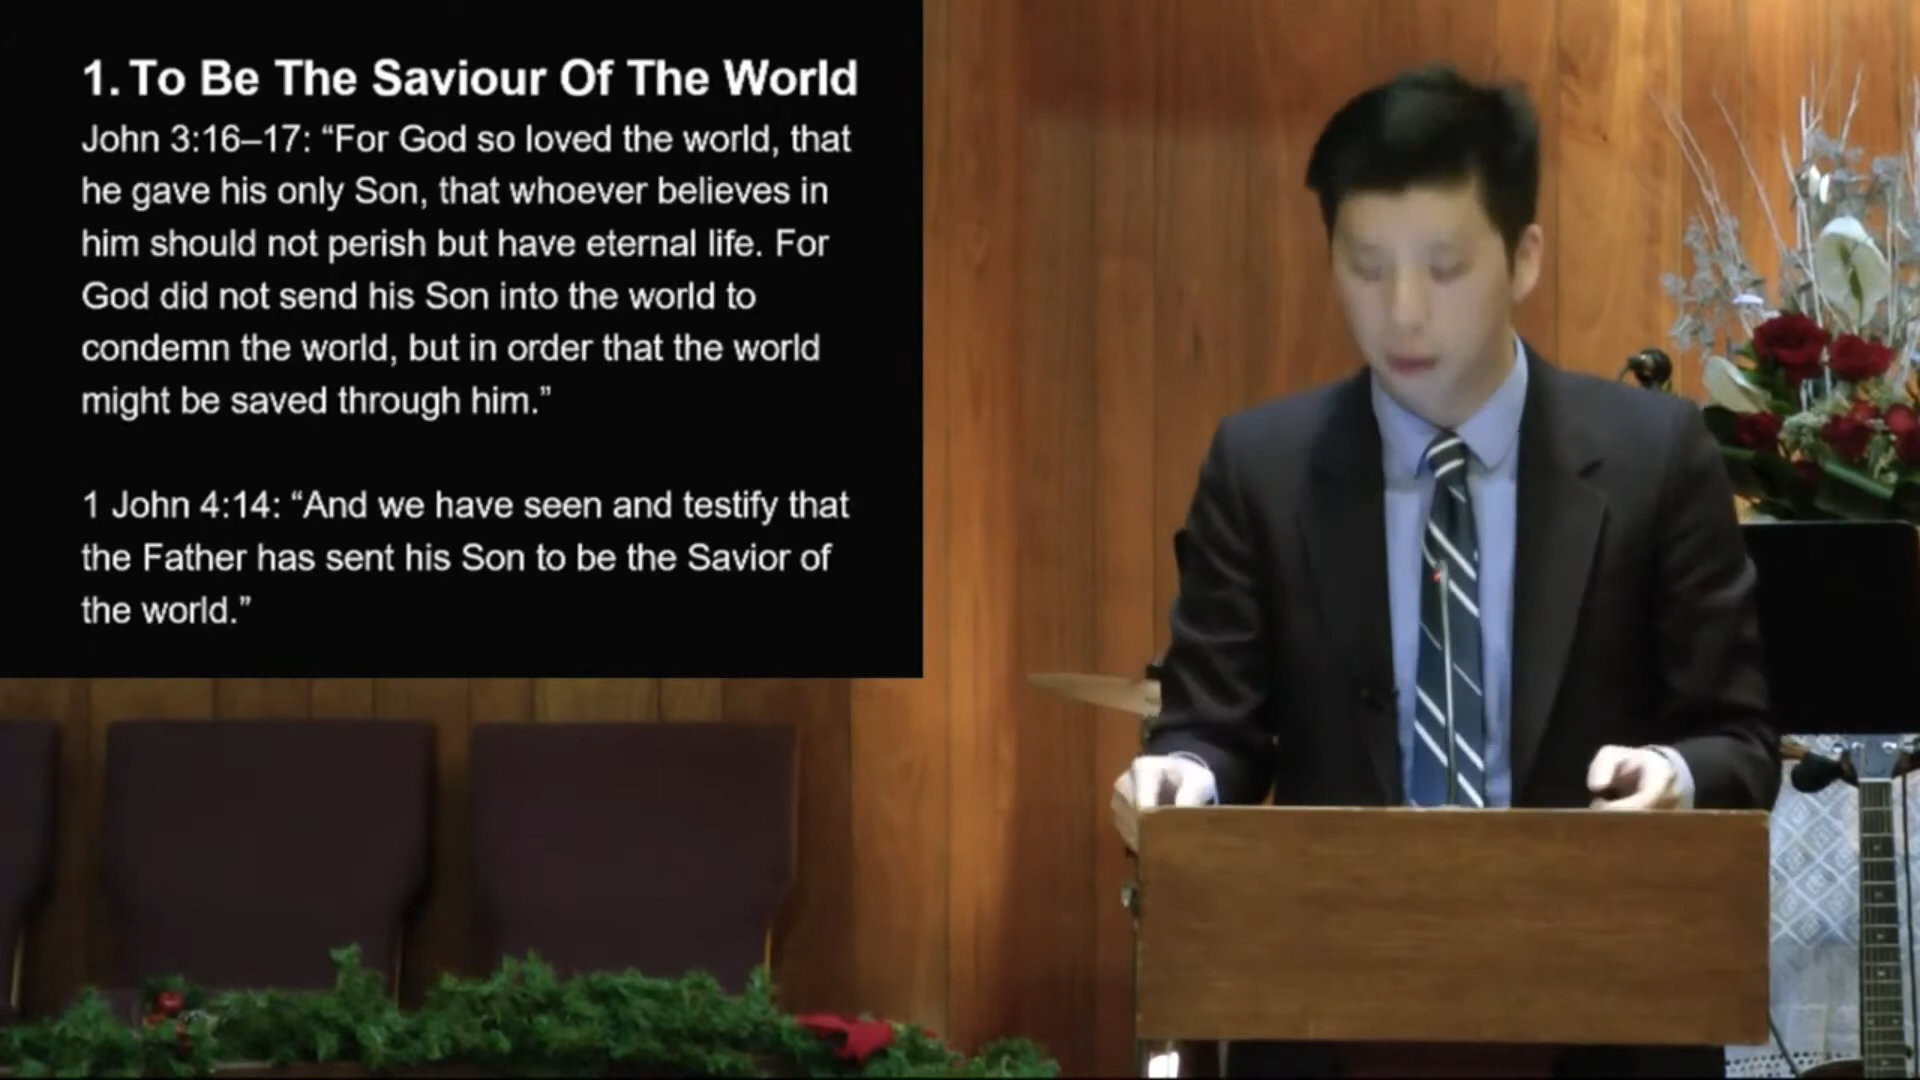 1. To Be The Saviour Of The World
John 3:16–17: “For God so loved the world, that
he gave his only Son, that whoever believes in
him should not perish but have eternal life. For
God did not send his Son into the world to
condemn the world, but in order that the world
might be saved through him.”
1 John 4:14: “And we have seen and testify that
the Father has sent his Son to be the Savior of
the world.”